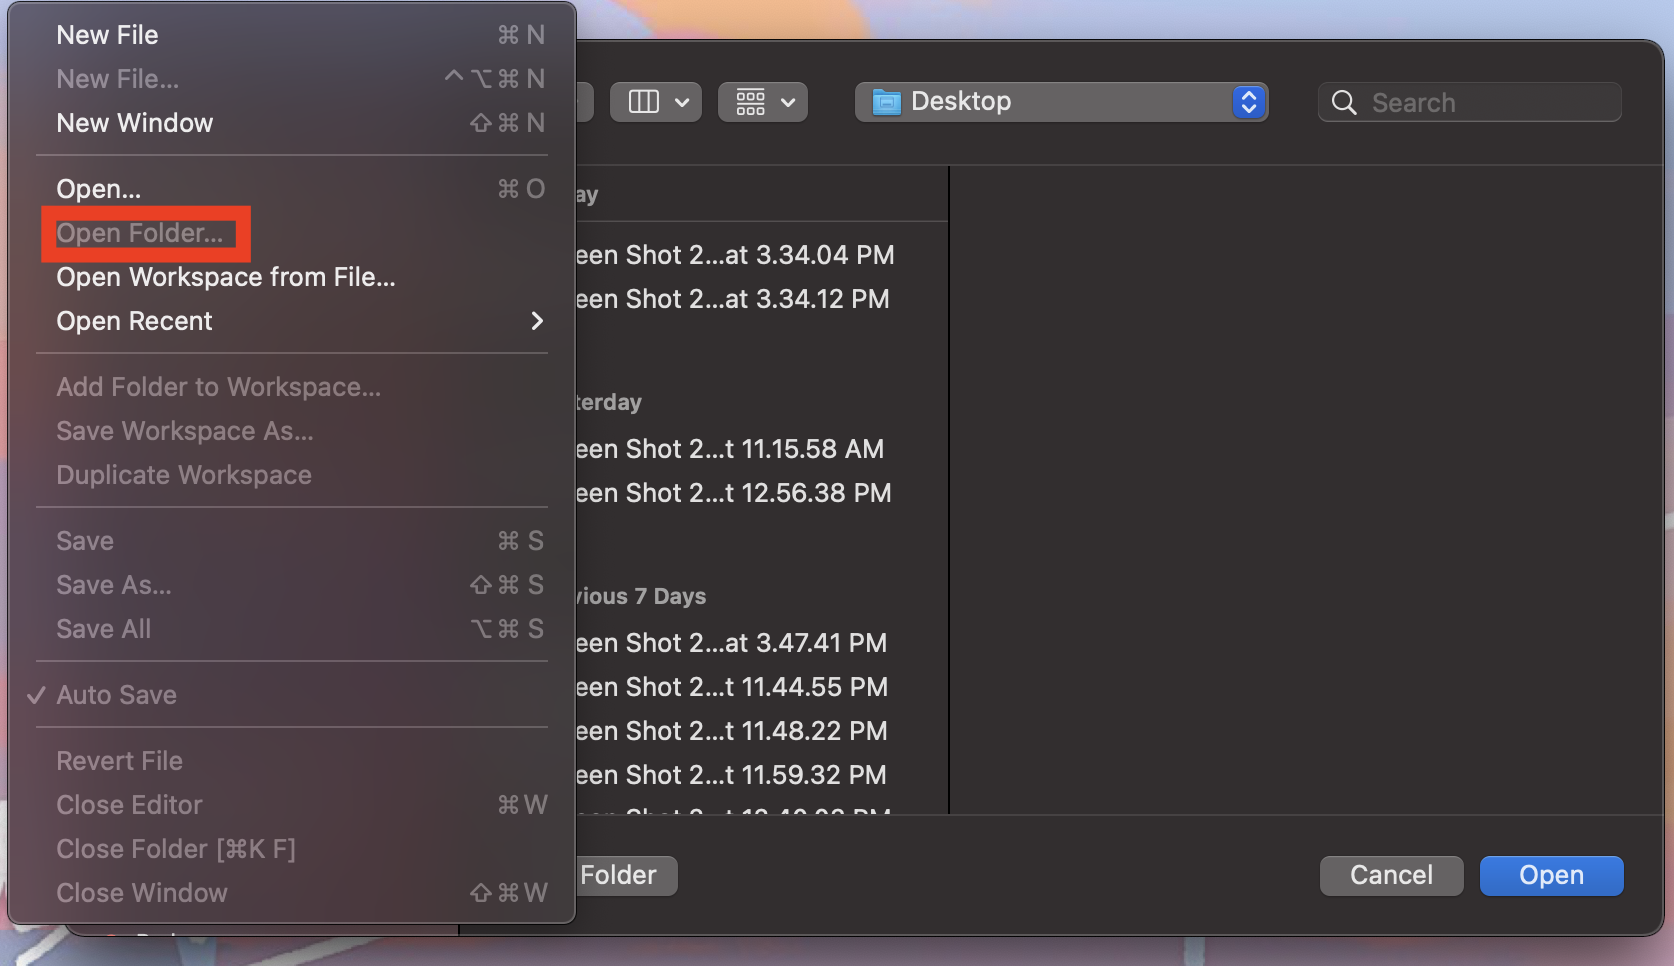 New File ⌘ N
New File... ^⌥⌘ N
New Window ⇧⌘ N
Open... ⌘ O
Open Folder...
Open Workspace from File...
Open Recent
Add Folder to Workspace...
Save Workspace As...
Duplicate Workspace
Save ⌘ S
Save As... ⇧⌘ S
Save All ⌥⌘ S
✓ Auto Save
Revert File
Close Editor ⌘W
Close Folder [⌘K F]
Close Window ⇧⌘W
Desktop
Search
ay
een Shot 2...at 3.34.04 PM
een Shot 2...at 3.34.12 PM
terday
een Shot 2...t 11.15.58 AM
een Shot 2...t 12.56.38 PM
vious 7 Days
een Shot 2...at 3.47.41 PM
een Shot 2...t 11.44.55 PM
een Shot 2...t 11.48.22 PM
een Shot 2...t 11.59.32 PM
Folder
Cancel
Open